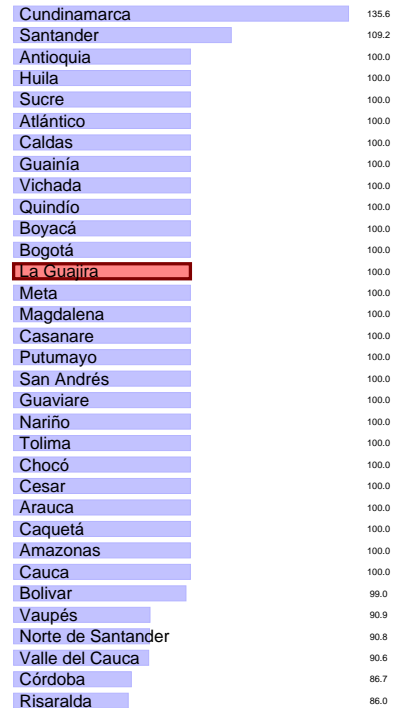 Cundinamarca 135.6
Santander 109.2
Antioquia 100.0
Huila 100.0
Sucre 100.0
Atlántico 100.0
Caldas 100.0
Guainía 100.0
Vichada 100.0
Quindío 100.0
Boyacá 100.0
Bogotá 100.0
La Guajira 100.0
Meta 100.0
Magdalena 100.0
Casanare 100.0
Putumayo 100.0
San Andrés 100.0
Guaviare 100.0
Nariño 100.0
Tolima 100.0
Chocó 100.0
Cesar 100.0
Arauca 100.0
Caquetá 100.0
Amazonas 100.0
Cauca 100.0
Bolivar 99.0
Vaupés 90.9
Norte de Santander 90.8
Valle del Cauca 90.6
Córdoba 86.7
Risaralda 86.0